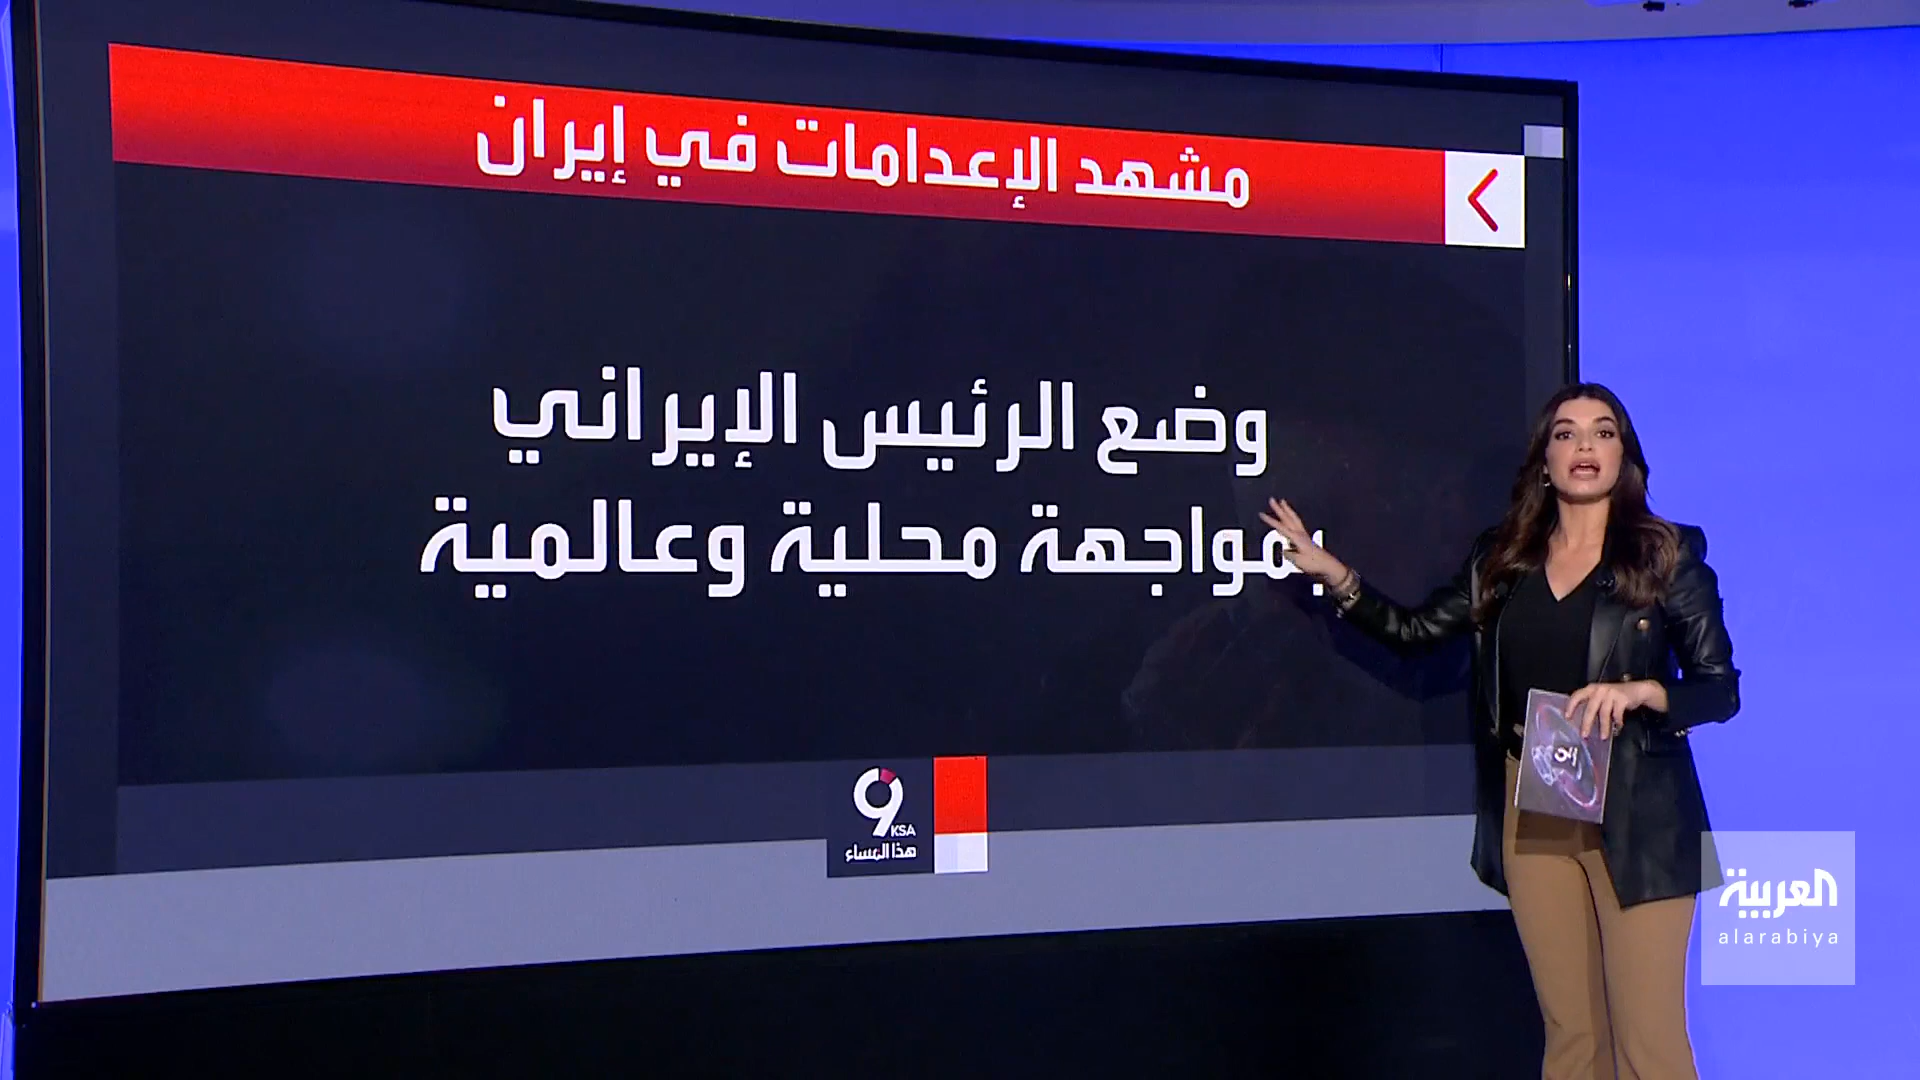 مشهد الإعدامات في إيران
وضع الرئيس الإيراني
بمواجهة محلية وعالمية
9
KSA
هذا المساء
العربية
alarabiya